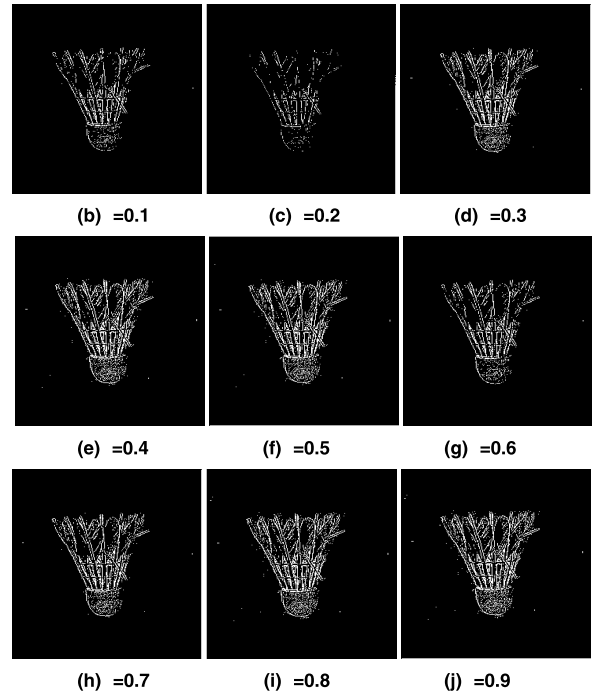 (b) =0.1
(c) =0.2
(d) =0.3
(e) =0.4
(f) =0.5
(g) =0.6
(h) =0.7
(i) =0.8
(j) =0.9